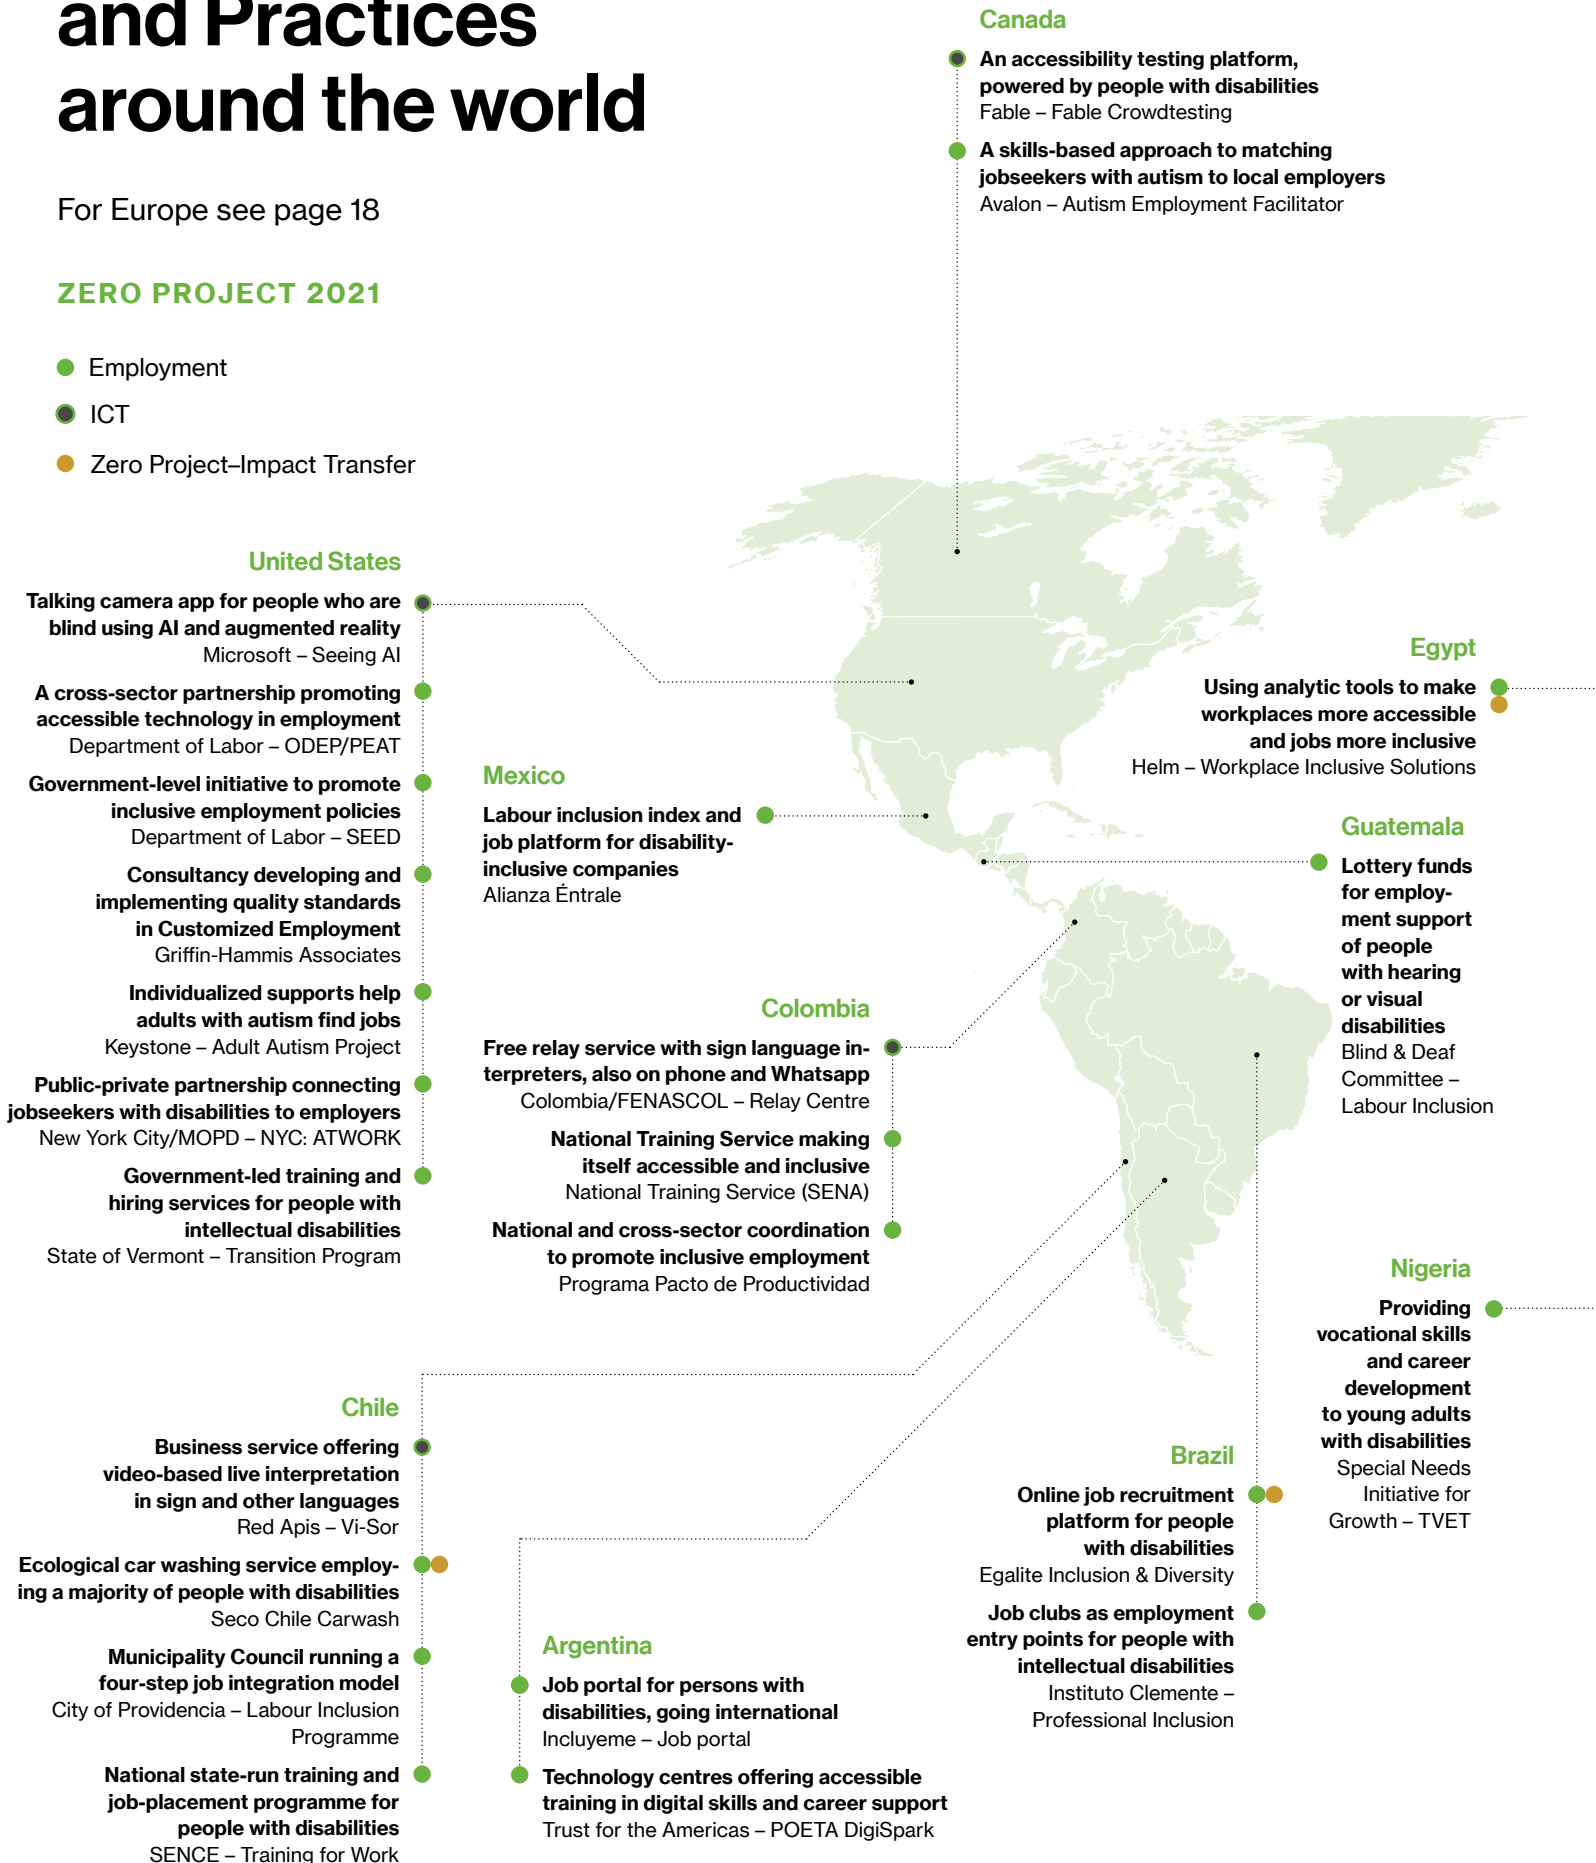 and Practices
around the world
For Europe see page 18
ZERO PROJECT 2021
Employment
ICT
Zero Project–Impact Transfer
Canada
An accessibility testing platform,
powered by people with disabilities
Fable – Fable Crowdtesting
A skills-based approach to matching
jobseekers with autism to local employers
Avalon – Autism Employment Facilitator
United States
Talking camera app for people who are
blind using AI and augmented reality
Microsoft – Seeing AI
A cross-sector partnership promoting
accessible technology in employment
Department of Labor – ODEP/PEAT
Government-level initiative to promote
inclusive employment policies
Department of Labor – SEED
Consultancy developing and
implementing quality standards
in Customized Employment
Griffin-Hammis Associates
Individualized supports help
adults with autism find jobs
Keystone – Adult Autism Project
Public-private partnership connecting
jobseekers with disabilities to employers
New York City/MOPD – NYC: ATWORK
Government-led training and
hiring services for people with
intellectual disabilities
State of Vermont – Transition Program
Mexico
Labour inclusion index and
job platform for disability-
inclusive companies
Alianza Éntrale
Egypt
Using analytic tools to make
workplaces more accessible
and jobs more inclusive
Helm – Workplace Inclusive Solutions
Guatemala
Lottery funds
for employ-
ment support
of people
with hearing
or visual
disabilities
Blind & Deaf
Committee –
Labour Inclusion
Colombia
Free relay service with sign language in-
terpreters, also on phone and Whatsapp
Colombia/FENASCOL – Relay Centre
National Training Service making
itself accessible and inclusive
National Training Service (SENA)
National and cross-sector coordination
to promote inclusive employment
Programa Pacto de Productividad
Nigeria
Providing
vocational skills
and career
development
to young adults
with disabilities
Special Needs
Initiative for
Growth – TVET
Chile
Business service offering
video-based live interpretation
in sign and other languages
Red Apis – Vi-Sor
Ecological car washing service employ-
ing a majority of people with disabilities
Seco Chile Carwash
Municipality Council running a
four-step job integration model
City of Providencia – Labour Inclusion
Programme
National state-run training and
job-placement programme for
people with disabilities
SENCE – Training for Work
Argentina
Job portal for persons with
disabilities, going international
Incluyeme – Job portal
Technology centres offering accessible
training in digital skills and career support
Trust for the Americas – POETA DigiSpark
Brazil
Online job recruitment
platform for people
with disabilities
Egalite Inclusion & Diversity
Job clubs as employment
entry points for people with
intellectual disabilities
Instituto Clemente –
Professional Inclusion